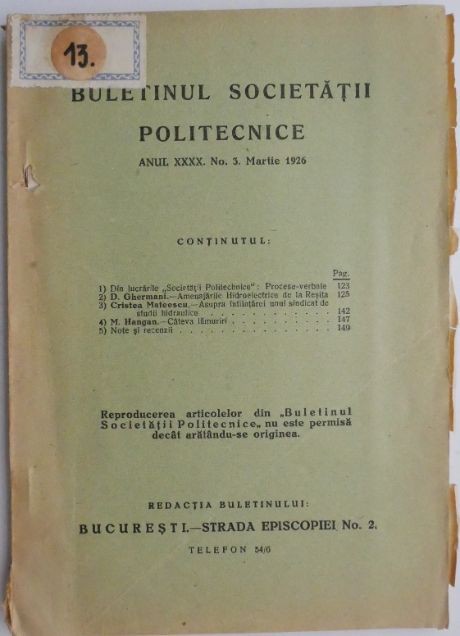 13.
BULETINUL SOCIETĂȚII
POLITECNICE
ANUL XXXX. No. 3. Martie 1926
CONȚINUTUL:
Pag.
1) Din lucrările „Societății Politechnice": Procese-verbale 123
2) D. Ghermani.—Amenajările Hidroelectrice de la Reșița 125
3) Cristea Mateescu.—Asupra înființărei unui sindicat de
studii hidraulice . . . . . . . . . . . . 142
4) M. Hangan.—Câteva lămuriri . . . . . . . . . . 147
5) Note și recenzii . . . . . . . . . . . . . . 149
Reproducerea articolelor din „Buletinul
Societății Politecnice„ nu este permisă
decât arătându-se originea.
REDACȚIA BULETINULUI:
BUCUREȘTI.—STRADA EPISCOPIEI No. 2.
TELEFON 54/6